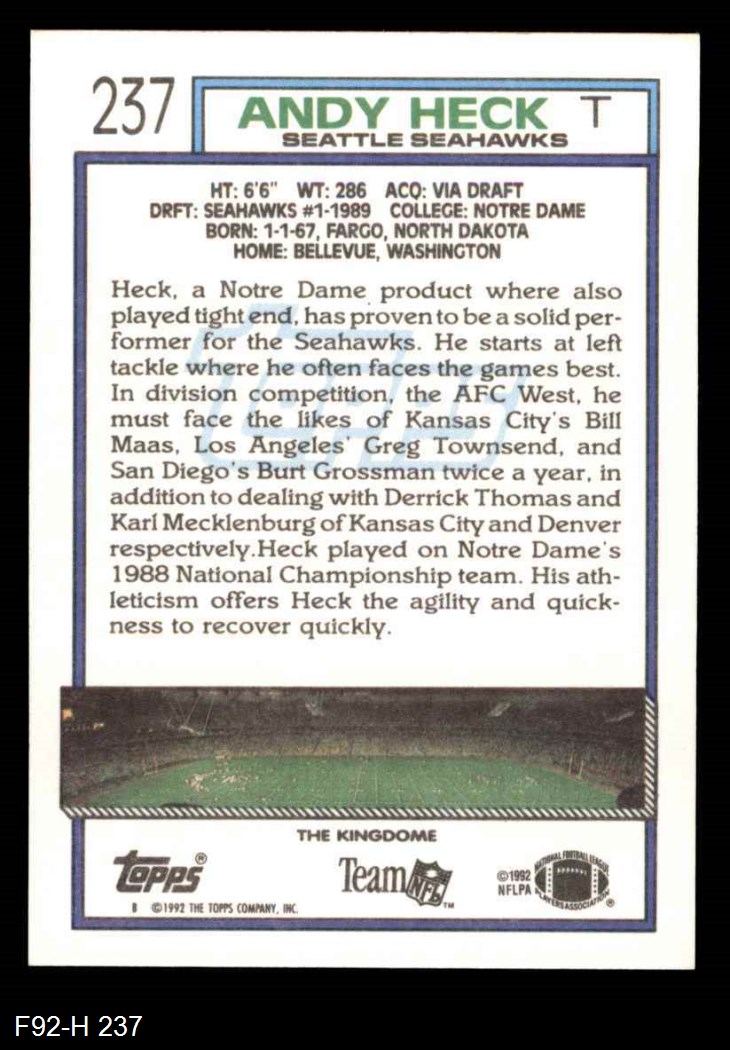 237
ANDY HECK T
SEATTLE SEAHAWKS
HT: 6'6" WT: 286 ACQ: VIA DRAFT
DRFT: SEAHAWKS #1-1989 COLLEGE: NOTRE DAME
BORN: 1-1-67, FARGO, NORTH DAKOTA
HOME: BELLEVUE, WASHINGTON
Heck, a Notre Dame product where also
played tight end, has proven to be a solid per-
former for the Seahawks. He starts at left
tackle where he often faces the games best.
In division competition, the AFC West, he
must face the likes of Kansas City's Bill
Maas, Los Angeles' Greg Townsend, and
San Diego's Burt Grossman twice a year, in
addition to dealing with Derrick Thomas and
Karl Mecklenburg of Kansas City and Denver
respectively.Heck played on Notre Dame's
1988 National Championship team. His ath-
leticism offers Heck the agility and quick-
ness to recover quickly.
Topps
THE KINGDOME
Topps®
Team NFL™
©1992
NFLPA
NATIONAL FOOTBALL LEAGUE
PLAYERS ASSOCIATION ®
B ©1992 THE TOPPS COMPANY, INC.
F92-H 237